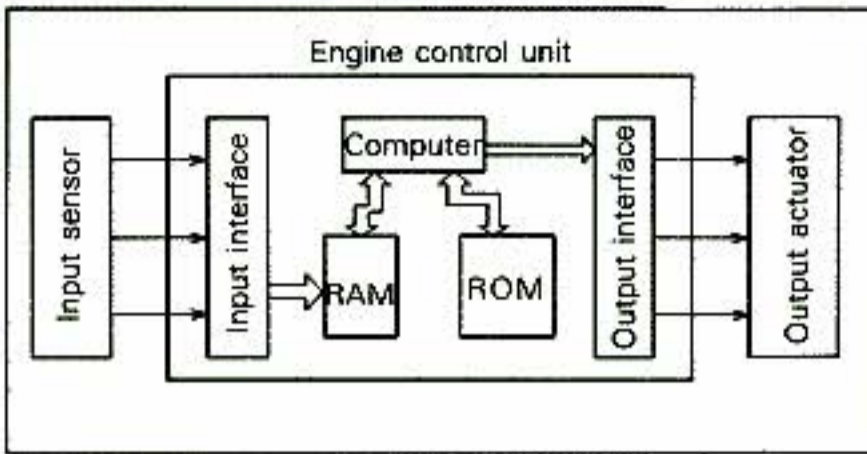 Engine control unit
Input sensor
Input interface
Computer
RAM
ROM
Output interface
Output actuator